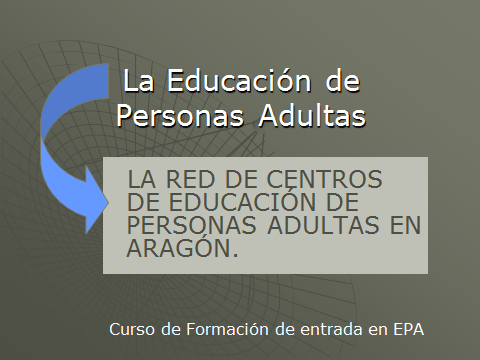 La Educación de
Personas Adultas
LA RED DE CENTROS
DE EDUCACIÓN DE
PERSONAS ADULTAS EN
ARAGÓN.
Curso de Formación de entrada en EPA